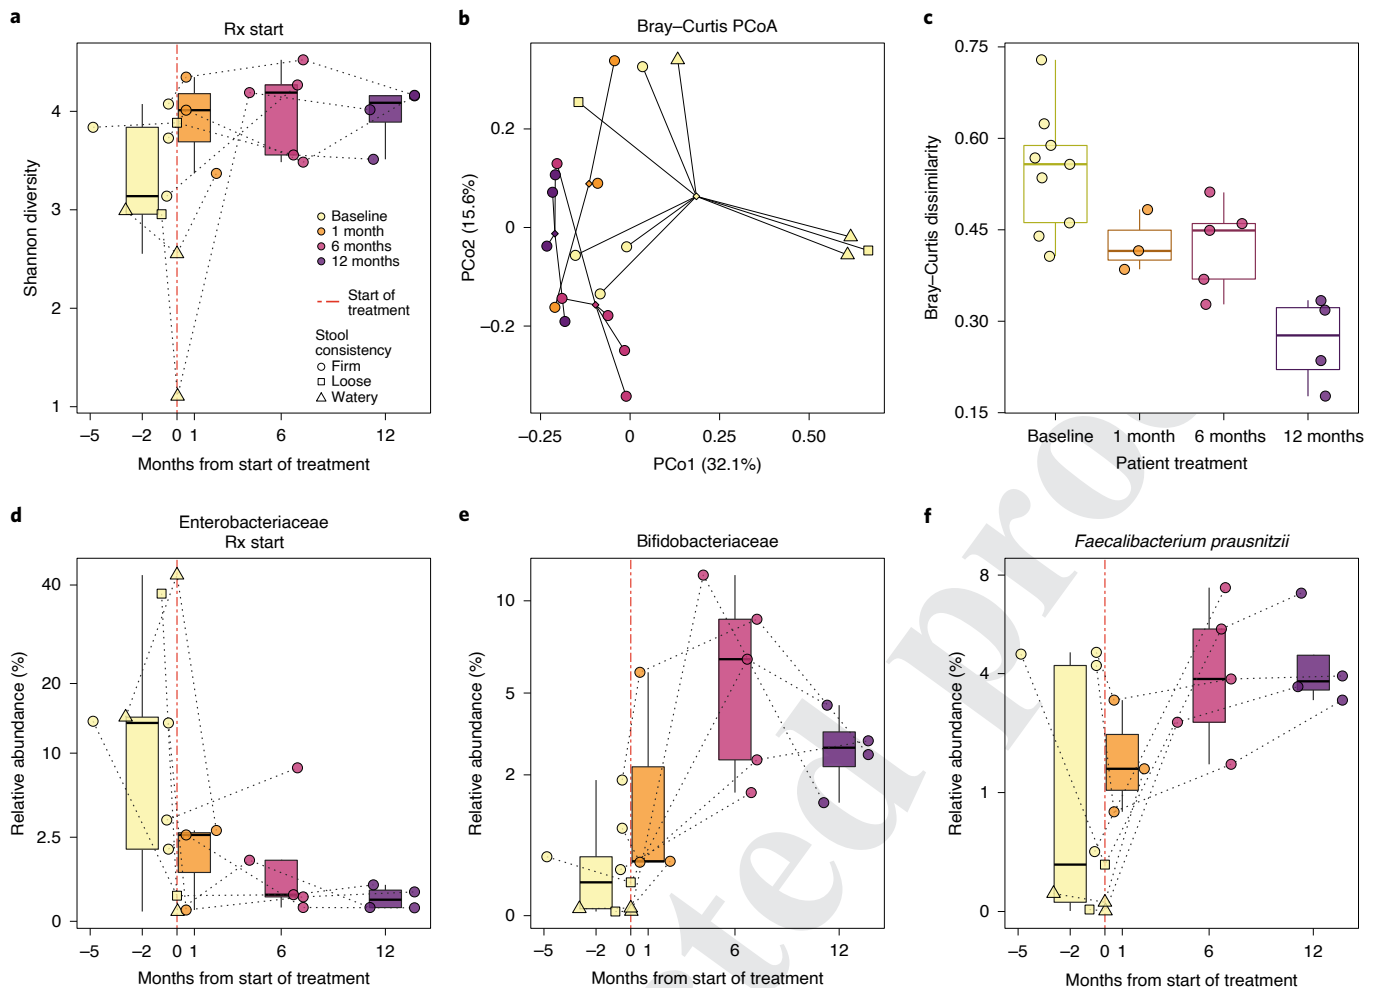 a
Rx start
Shannon diversity
4
3
2
1
−5
−2
0
1
6
12
Months from start of treatment
Baseline
1 month
6 months
12 months
Start of
treatment
Stool
consistency
Firm
Loose
Watery
b
Bray–Curtis PCoA
PCo2 (15.6%)
0.2
0
−0.2
−0.25
0
0.25
0.50
PCo1 (32.1%)
c
Bray–Curtis dissimilarity
0.75
0.60
0.45
0.30
0.15
Baseline
1 month
6 months
12 months
Patient treatment
d
Enterobacteriaceae
Rx start
Relative abundance (%)
40
20
10
2.5
0
−5
−2
0
1
6
12
Months from start of treatment
e
Bifidobacteriaceae
Relative abundance (%)
10
5
2
0
−5
−2
0
1
6
12
Months from start of treatment
f
Faecalibacterium prausnitzii
Relative abundance (%)
8
4
1
0
−5
−2
0
1
6
12
Months from start of treatment